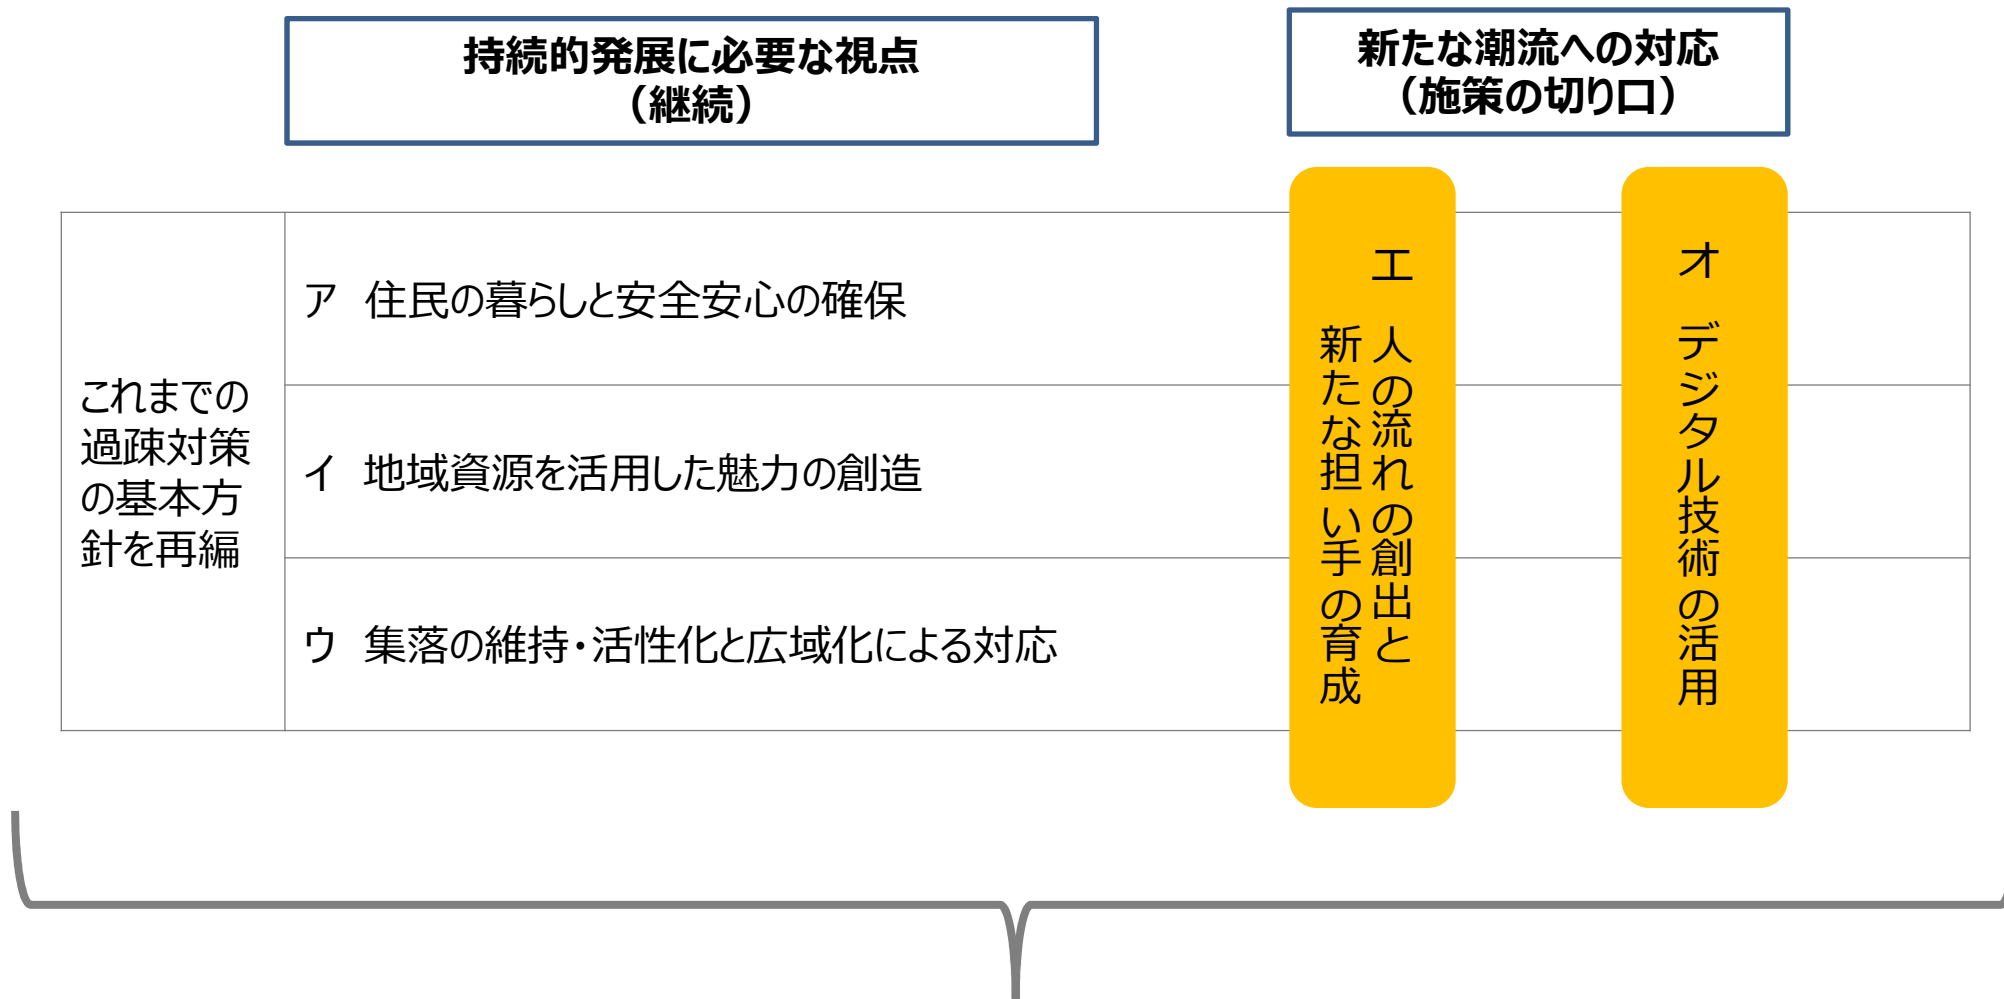 持続的発展に必要な視点
（継続）
新たな潮流への対応
（施策の切り口）
これまでの
過疎対策
の基本方
針を再編
ア　住民の暮らしと安全安心の確保
イ　地域資源を活用した魅力の創造
ウ　集落の維持・活性化と広域化による対応
エ　人の流れの創出と
新たな担い手の育成
オ　デジタル技術の活用